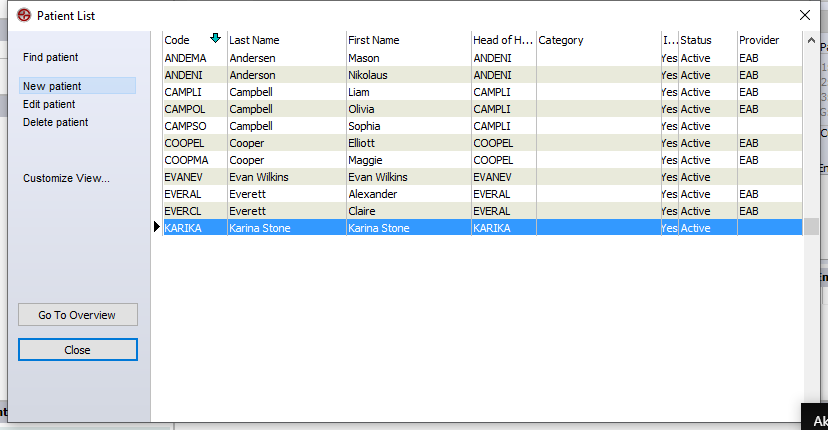 Patient List
Find patient
New patient
Edit patient
Delete patient
Customize View...
Go To Overview
Close
Code Last Name First Name Head of H... Category I... Status Provider
ANDEMA Andersen Mason ANDENI Yes Active EAB
ANDENI Anderson Nikolaus ANDENI Yes Active EAB
CAMPLI Campbell Liam CAMPLI Yes Active EAB
CAMPOL Campbell Olivia CAMPLI Yes Active EAB
CAMPSO Campbell Sophia CAMPLI Yes Active
COOPEL Cooper Elliott COOPEL Yes Active EAB
COOPMA Cooper Maggie COOPEL Yes Active EAB
EVANEV Evan Wilkins Evan Wilkins EVANEV Yes Active
EVERAL Everett Alexander EVERAL Yes Active EAB
EVERCL Everett Claire EVERAL Yes Active EAB
KARIKA Karina Stone Karina Stone KARIKA Yes Active
Ak